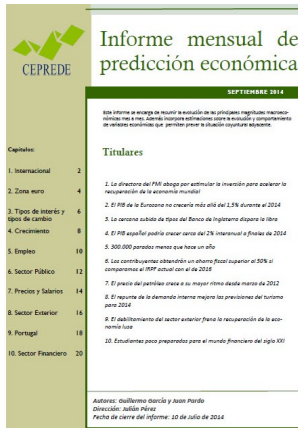 CEPREDE
Informe mensual de
predicción económica
SEPTIEMBRE 2014
Este informe se encarga de resumir la evolución de las principales magnitudes macroeco-
nómicas mes a mes. Además incorpora estimaciones sobre la evolución y comportamiento
de variables económicas que permiten prever la situación coyuntural adyacente.
Capítulos:
1. Internacional 2
2. Zona euro 4
3. Tipos de interés y 6
tipos de cambio
4. Crecimiento 8
5. Empleo 10
6. Sector Público 12
7. Precios y Salarios 14
8. Sector Exterior 16
9. Portugal 18
10. Sector Financiero 20
Titulares
1. La directora del FMI aboga por estimular la inversión para acelerar la
recuperación de la economía mundial
2. El PIB de la Eurozona no crecería más allá del 1,5% durante el 2014
3. La cercana subida de tipos del Banco de Inglaterra dispara la libra
4. El PIB español podría crecer cerca del 2% interanual a finales de 2014
5. 300.000 parados menos que hace un año
6. Los contribuyentes obtendrán un ahorro fiscal superior al 50% si
comparamos el IRPF actual con el de 2016
7. El precio del petróleo crece a su mayor ritmo desde marzo de 2012
8. El repunte de la demanda interna mejora las previsiones del turismo
para 2014
9. El debilitamiento del sector exterior frena la recuperación de la eco-
nomía lusa
10. Estudiantes poco preparados para el mundo financiero del siglo XXI
Autores: Guillermo García y Juan Pardo
Dirección: Julián Pérez
Fecha de cierre del informe: 10 de Julio de 2014